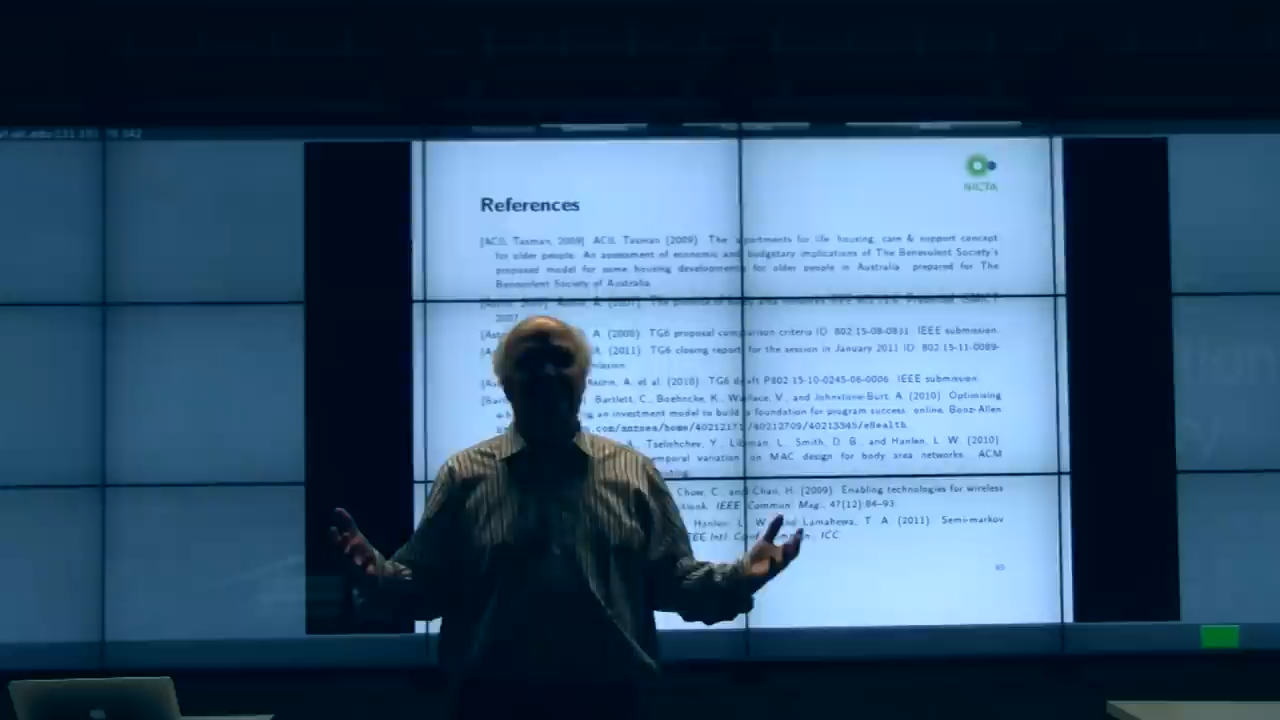 NICTA
References
[ACIL Tasman, 2009] ACIL Tasman (2009) The apartments for life housing, care & support concept
for older people. An assessment of economic and budgetary implications of The Benevolent Society's
proposed model for some housing developments for older people in Australia prepared for The
Benevolent Society of Australia.
2007
A. (2008) TG6 proposal comparison criteria ID 802.15-08-0831 IEEE submission.
(2011) TG6 closing report for the session in January 2011 ID 802.15-11-0089-
A. et al. (2010) TG6 draft P802.15-10-0245-06-0006 IEEE submission.
Bartlett, C., Boehncke, K., Wallace, V., and Johnstone-Burt, A. (2010) Optimising
an investment model to build a foundation for program success online, Booz-Allen
.com/anzsea/home/40212171/40212709/40213345/eHealth.
A., Tselishchev, Y., Libman, L., Smith, D. B., and Hanlen, L. W. (2010)
temporal variation on MAC design for body area networks ACM
Chow, C., and Chan, H. (2009) Enabling technologies for wireless
IEEE Commun. Mag., 47(12):84–93.
Hanlen, L. W., and Lamahewa, T. A. (2011) Semi-markov
ICC.